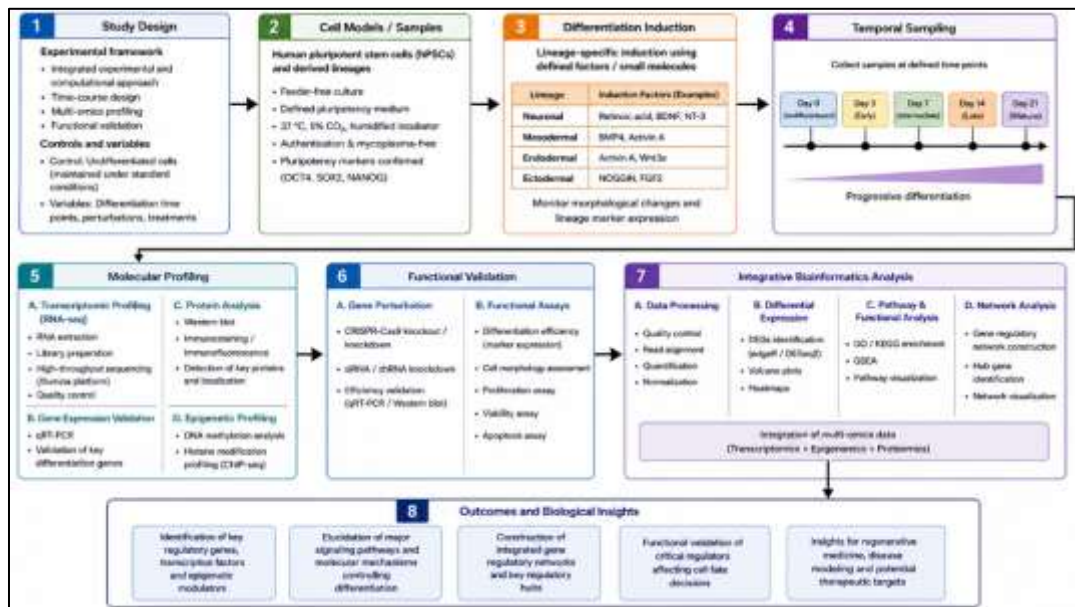 1
Study Design
Experimental framework
• Integrated experimental and
computational approach
• Time-course design
• Multi-omics profiling
• Functional validation
Controls and variables
• Control: Undifferentiated cells
(maintained under standard
conditions)
• Variables: Differentiation time
points, perturbations, treatments
2
Cell Models / Samples
Human pluripotent stem cells (hPSCs)
and derived lineages
• Feeder-free culture
• Defined pluripotency medium
• 37 °C, 5% CO₂, humidified incubator
• Authentication & mycoplasma-free
• Pluripotency markers confirmed
(OCT4, SOX2, NANOG)
3
Differentiation Induction
Lineage-specific induction using
defined factors / small molecules
Lineage Induction Factors (Examples)
Neuronal Retinoic acid, BDNF, NT-3
Mesodermal BMP4, Activin A
Endodermal Activin A, Wnt3a
Ectodermal NOGGIN, FGF2
Monitor morphological changes and
lineage marker expression
4
Temporal Sampling
Collect samples at defined time points
Day 0 Day 3 Day 7 Day 14 Day 21
(Undifferentiated) (Early) (Intermediate) (Late) (Mature)
Progressive differentiation
5
Molecular Profiling
A. Transcriptomic Profiling
(RNA-seq)
• RNA extraction
• Library preparation
• High-throughput sequencing
(Illumina platform)
• Quality control
B. Gene Expression Validation
• qRT-PCR
• Validation of key
differentiation genes
C. Protein Analysis
• Western blot
• Immunostaining /
Immunofluorescence
• Detection of key proteins
and localization
D. Epigenetic Profiling
• DNA methylation analysis
• Histone modification
profiling (ChIP-seq)
6
Functional Validation
A. Gene Perturbation
• CRISPR-Cas9 knockout /
knockdown
• siRNA / shRNA knockdown
• Efficiency validation
(qRT-PCR / Western blot)
B. Functional Assays
• Differentiation efficiency
(marker expression)
• Cell morphology assessment
• Proliferation assay
• Viability assay
• Apoptosis assay
7
Integrative Bioinformatics Analysis
A. Data Processing
• Quality control
• Read alignment
• Quantification
• Normalization
B. Differential
Expression
• DEGs identification
(edgeR / DESeq2)
• Volcano plots
• Heatmaps
C. Pathway &
Functional Analysis
• GO / KEGG enrichment
• GSEA
• Pathway visualization
D. Network Analysis
• Gene regulatory
network construction
• Hub gene
identification
• Network visualization
Integration of multi-omics data
(Transcriptomics + Epigenomics + Proteomics)
8
Outcomes and Biological Insights
Identification of key
regulatory genes,
transcription factors
and epigenetic
modulators
Elucidation of major
signaling pathways and
molecular mechanisms
controlling
differentiation
Construction of
integrated gene
regulatory networks and
key regulatory hubs
Functional validation of
critical regulators
affecting cell fate
decisions
Insights for regenerative
medicine, disease
modeling and potential
therapeutic targets